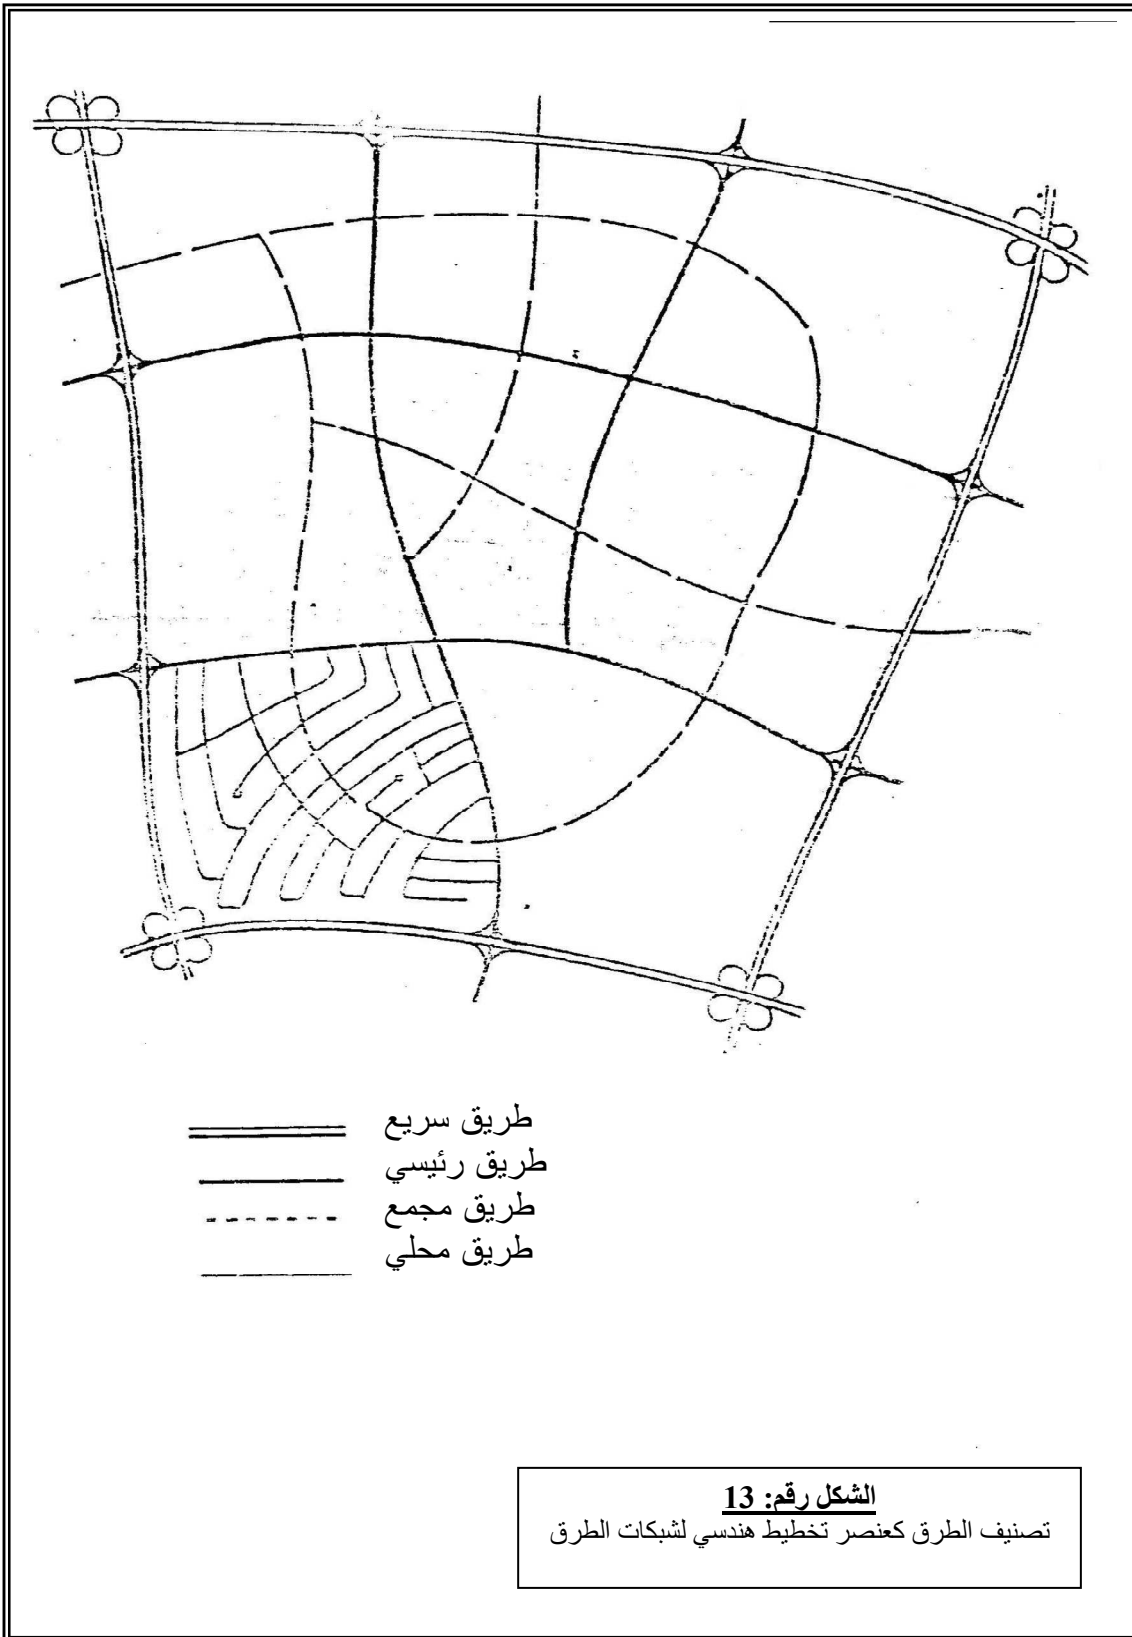 طريق سريع
طريق رئيسي
طريق مجمع
طريق محلي
الشكل رقم: 13
تصنيف الطرق كعنصر تخطيط هندسي لشبكات الطرق